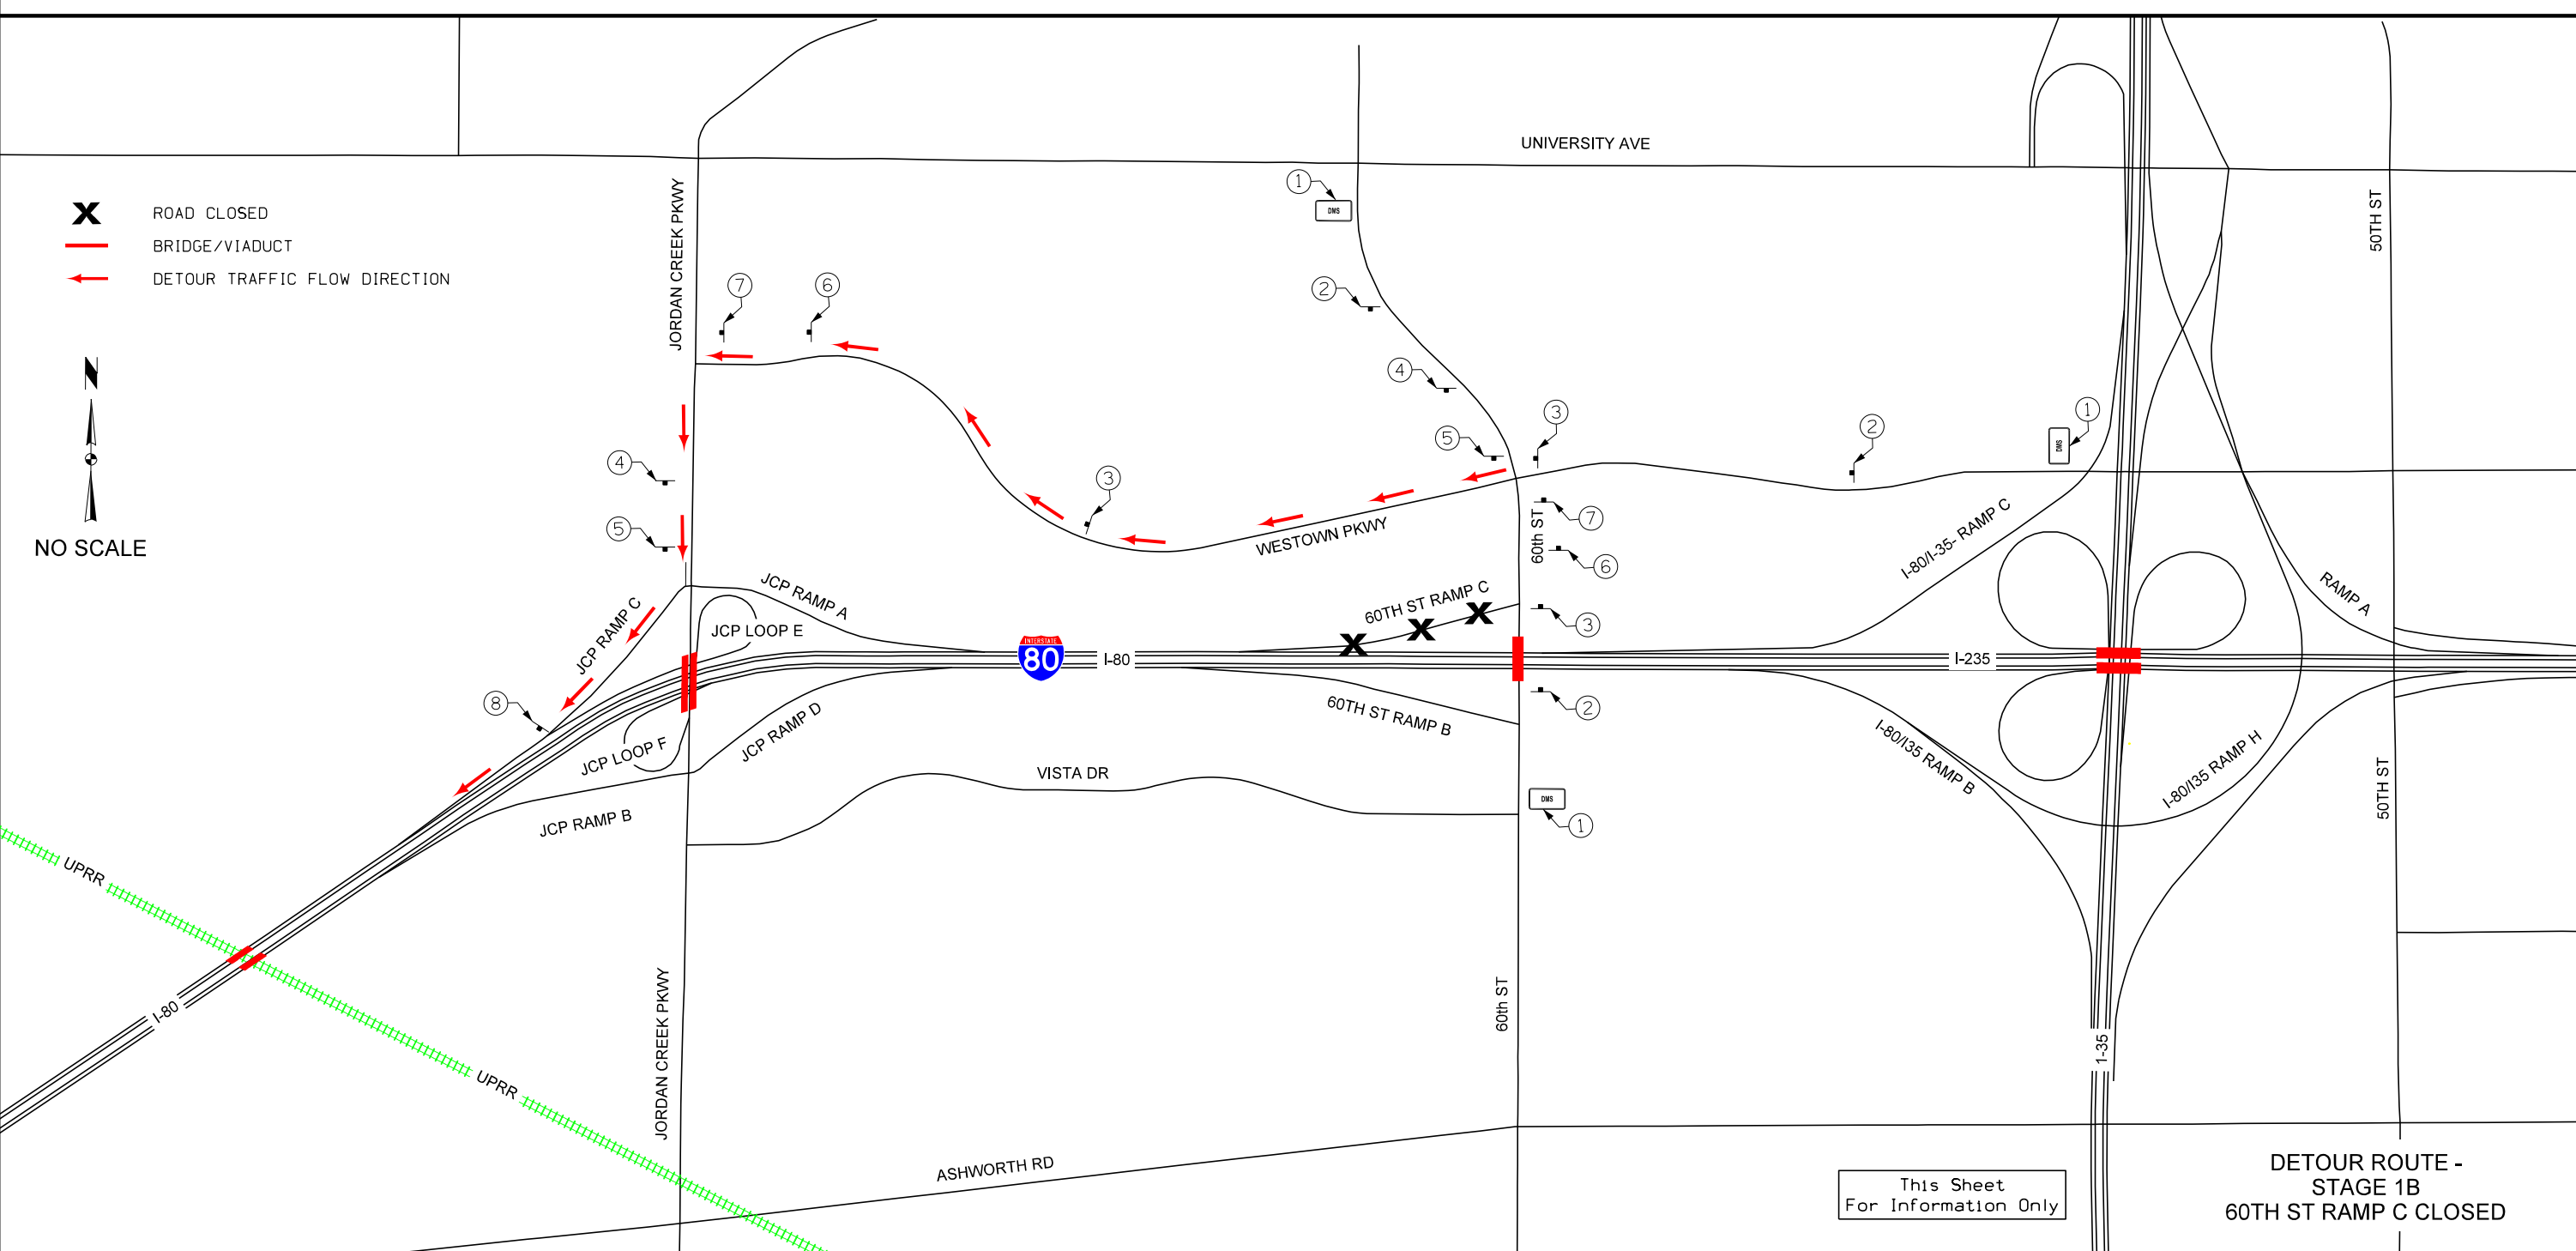 UNIVERSITY AVE
JORDAN CREEK PKWY
50TH ST
ROAD CLOSED
BRIDGE/VIADUCT
DETOUR TRAFFIC FLOW DIRECTION
1
DMS
7
6
2
N
4
3
1
DMS
2
5
4
3
5
7
6
NO SCALE
WESTOWN PKWY
60th ST
I-80/I-35- RAMP C
JCP RAMP A
JCP RAMP C
JCP LOOP E
60TH ST RAMP C
3
RAMP A
INTERSTATE
80
I-80
I-235
8
2
60TH ST RAMP B
JCP LOOP F
JCP RAMP D
I-80/I35 RAMP B
I-80/I35 RAMP H
VISTA DR
DMS
1
50TH ST
JCP RAMP B
UPRR
I-80
60th ST
JORDAN CREEK PKWY
1-35
UPRR
ASHWORTH RD
This Sheet
For Information Only
DETOUR ROUTE -
STAGE 1B
60TH ST RAMP C CLOSED